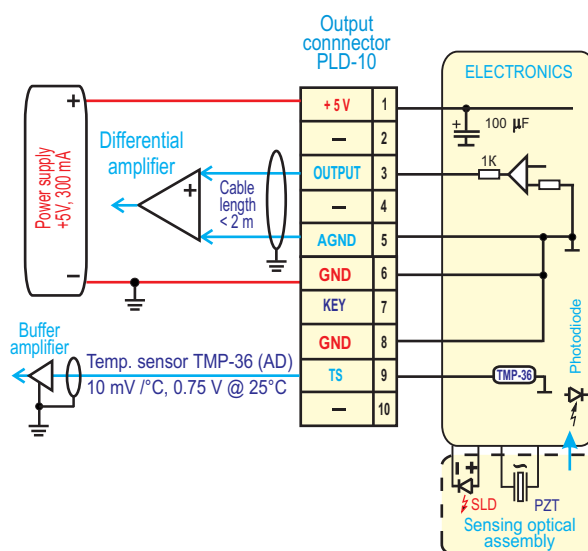 Output
connnector
PLD-10
ELECTRONICS
Power supply
+5V, 300 mA
+
−
Differential
amplifier
+
Cable
length
< 2 m
+ 5 V 1
— 2
OUTPUT 3
— 4
AGND 5
GND 6
KEY 7
GND 8
TS 9
— 10
+
100 µF
1K
TMP-36
Photodiode
Buffer
amplifier
Temp. sensor TMP-36 (AD)
10 mV /°C, 0.75 V @ 25°C
− +
~
SLD
PZT
Sensing optical
assembly